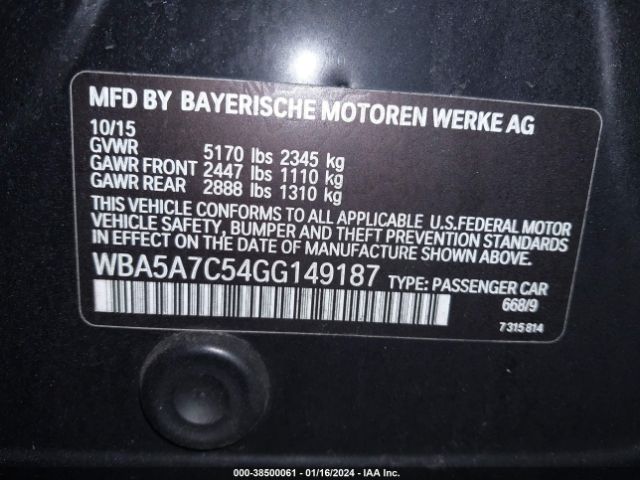 MFD BY BAYERISCHE MOTOREN WERKE AG
10/15
GVWR 5170 lbs 2345 kg
GAWR FRONT 2447 lbs 1110 kg
GAWR REAR 2888 lbs 1310 kg
THIS VEHICLE CONFORMS TO ALL APPLICABLE U.S.FEDERAL MOTOR
VEHICLE SAFETY, BUMPER AND THEFT PREVENTION STANDARDS
IN EFFECT ON THE DATE OF MANUFACTURE SHOWN ABOVE.
WBA5A7C54GG149187 TYPE: PASSENGER CAR
668/9
7 315 814
000-38500061 - 01/16/2024 - IAA Inc.